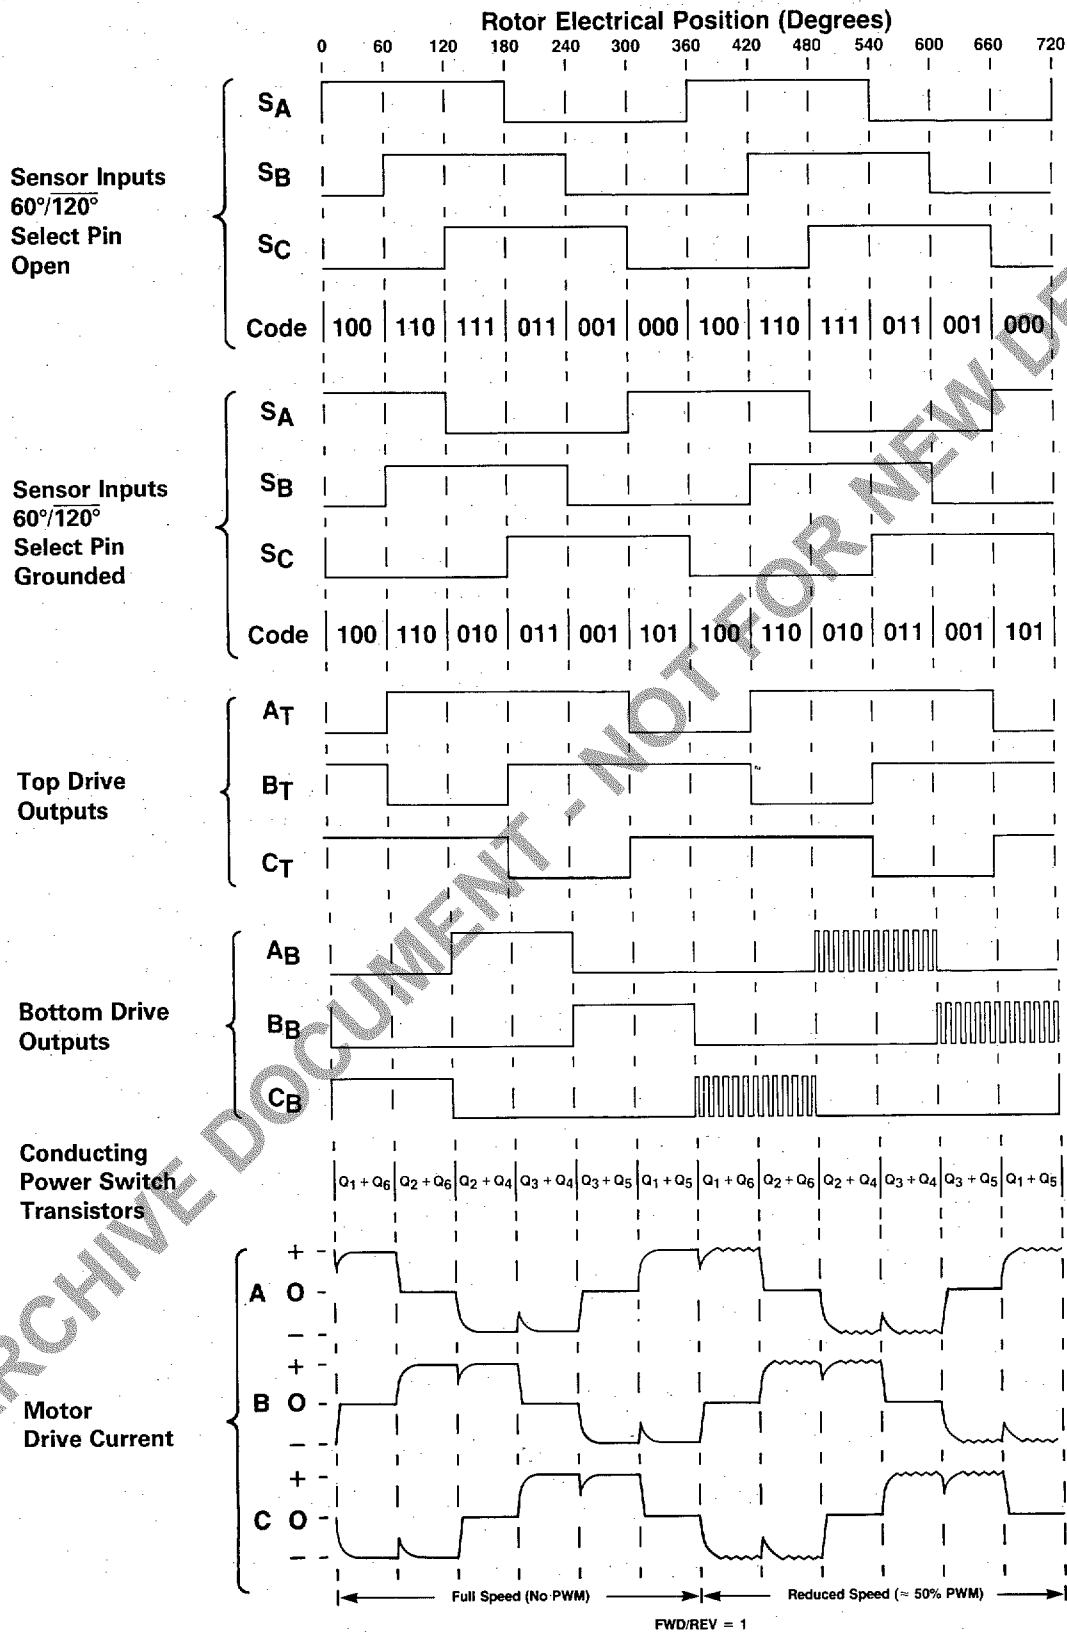 Rotor Electrical Position (Degrees)
0 60 120 180 240 300 360 420 480 540 600 660 720
Sensor Inputs
60°/120°
Select Pin
Open
SA
SB
SC
Code 100 110 111 011 001 000 100 110 111 011 001 000
Sensor Inputs
60°/120°
Select Pin
Grounded
SA
SB
SC
Code 100 110 010 011 001 101 100 110 010 011 001 101
Top Drive
Outputs
AT
BT
CT
Bottom Drive
Outputs
AB
BB
CB
Conducting
Power Switch
Transistors
Q1 + Q6 Q2 + Q6 Q2 + Q4 Q3 + Q4 Q3 + Q5 Q1 + Q5 Q1 + Q6 Q2 + Q6 Q2 + Q4 Q3 + Q4 Q3 + Q5 Q1 + Q5
Motor
Drive Current
+
A O
−
+
B O
−
+
C O
−
Full Speed (No PWM)
Reduced Speed (≈ 50% PWM)
FWD/REV = 1
ARCHIVE DOCUMENT - NOT FOR NEW DE